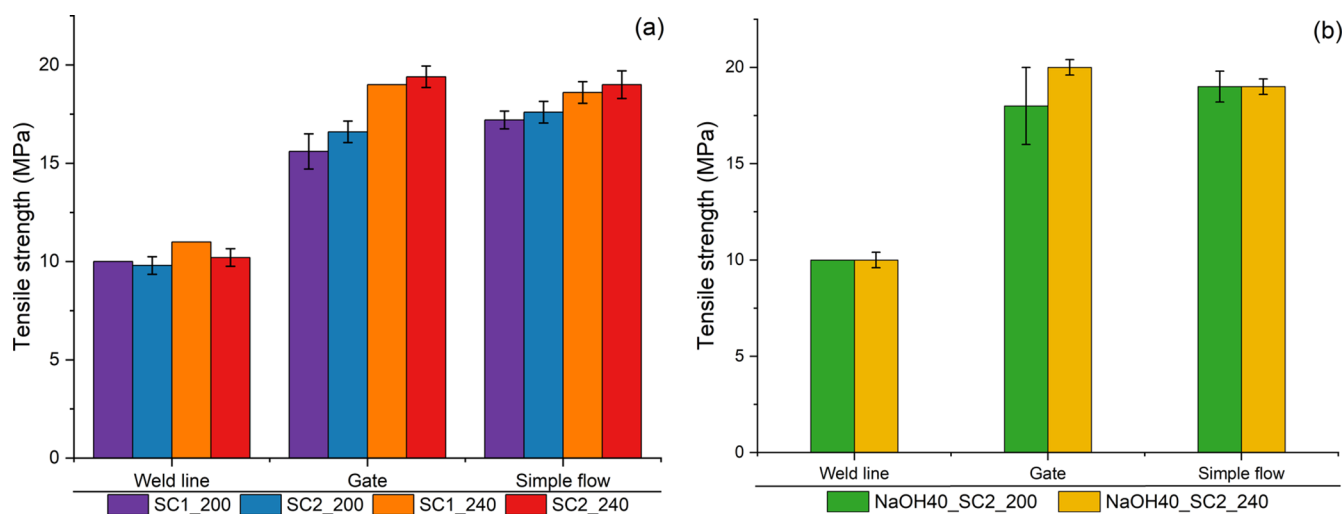 (a)
Tensile strength (MPa)
20
15
10
5
0
Weld line Gate Simple flow
SC1_200 SC2_200 SC1_240 SC2_240
(b)
Tensile strength (MPa)
20
15
10
5
0
Weld line Gate Simple flow
NaOH40_SC2_200 NaOH40_SC2_240